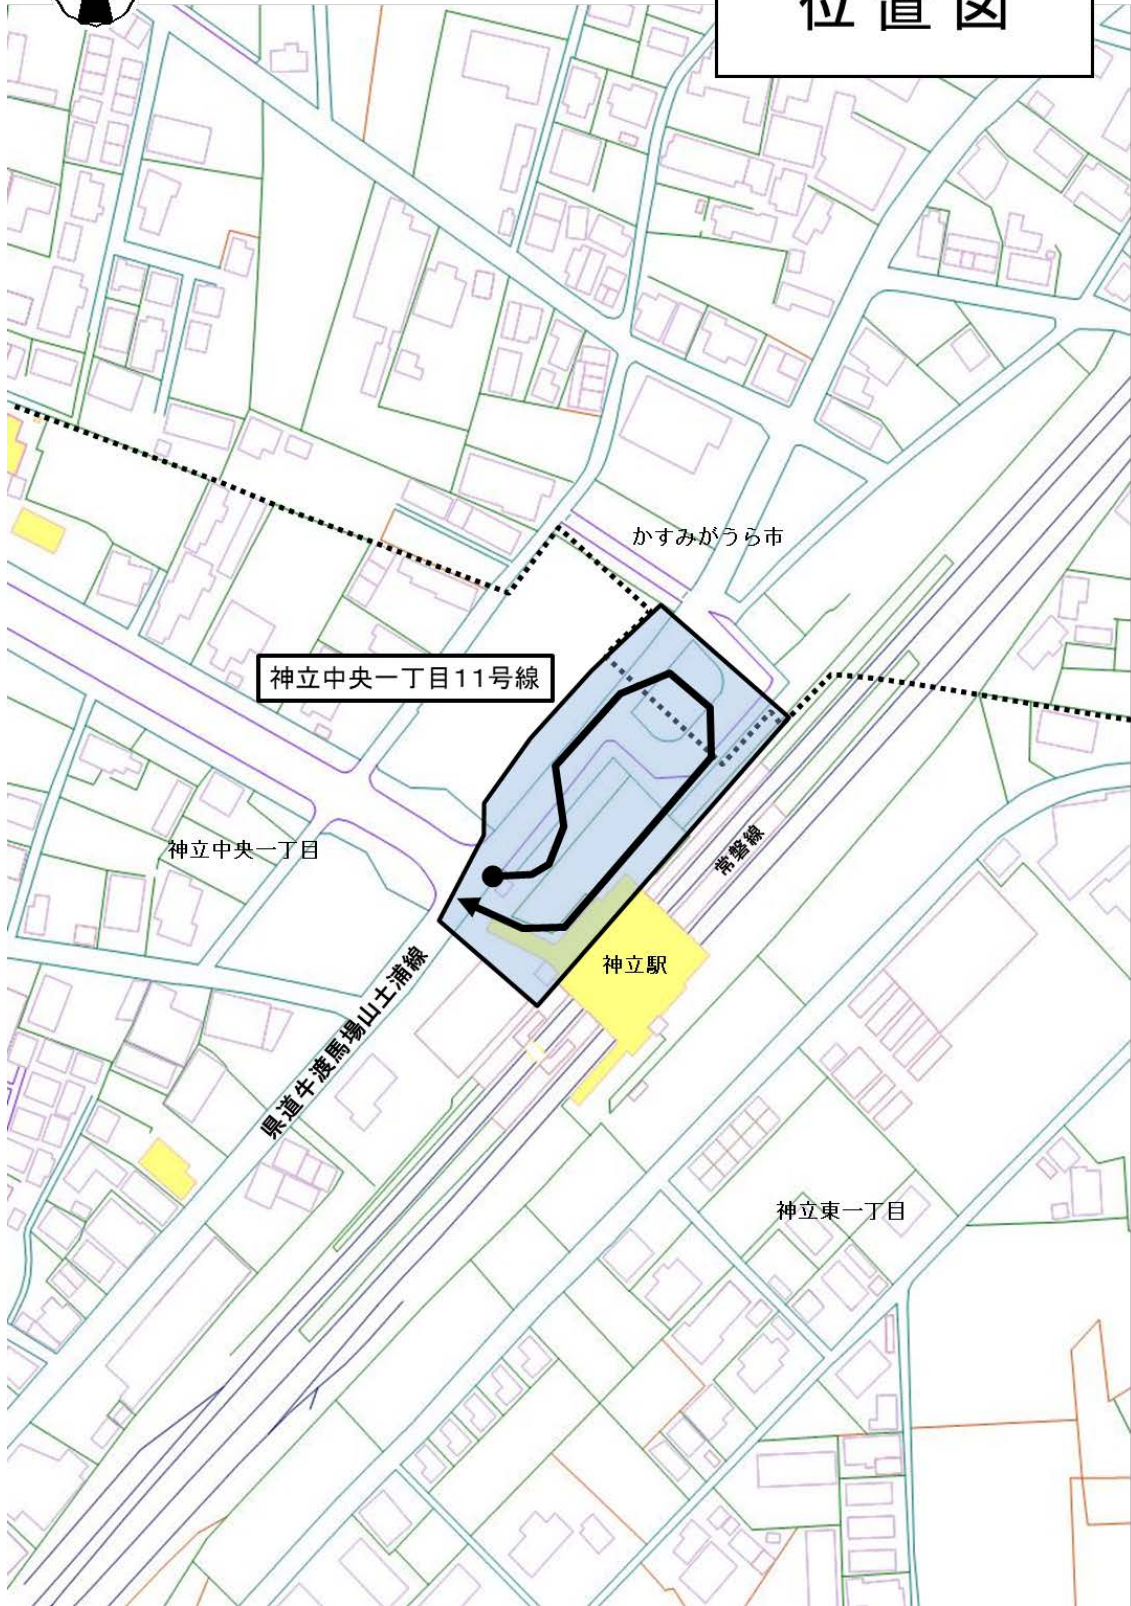 位置図
かすみがうら市
神立中央一丁目11号線
神立中央一丁目
常磐線
神立駅
県道牛渡馬場山土浦線
神立東一丁目